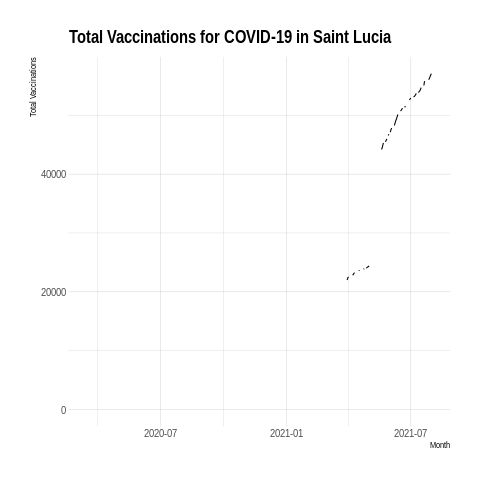 Total Vaccinations for COVID-19 in Saint Lucia
Total Vaccinations
40000
20000
0
2020-07
2021-01
2021-07
Month